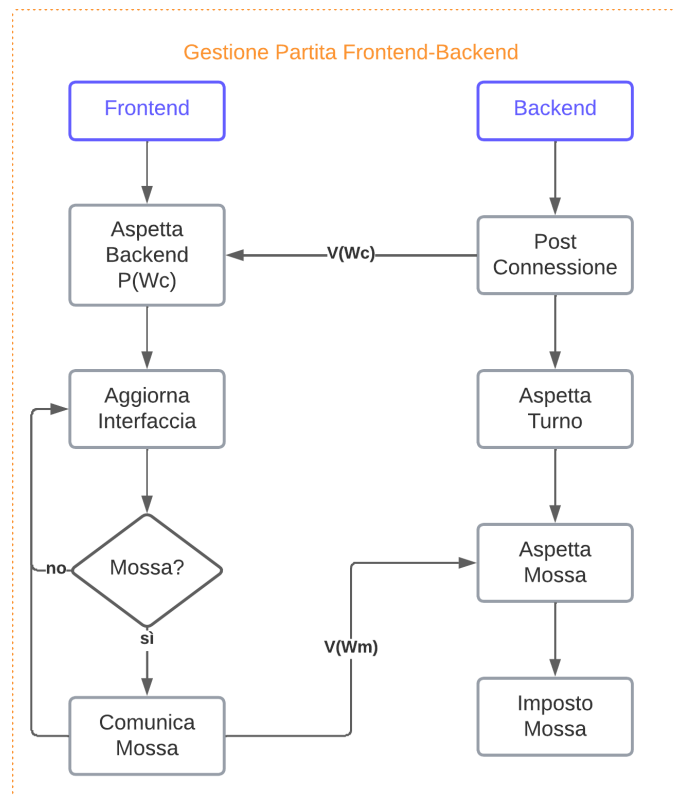 Gestione Partita Frontend-Backend
Frontend
Backend
Aspetta
Backend
P(Wc)
V(Wc)
Post
Connessione
Aggiorna
Interfaccia
Aspetta
Turno
Mossa?
no
sì
Aspetta
Mossa
V(Wm)
Comunica
Mossa
Imposto
Mossa